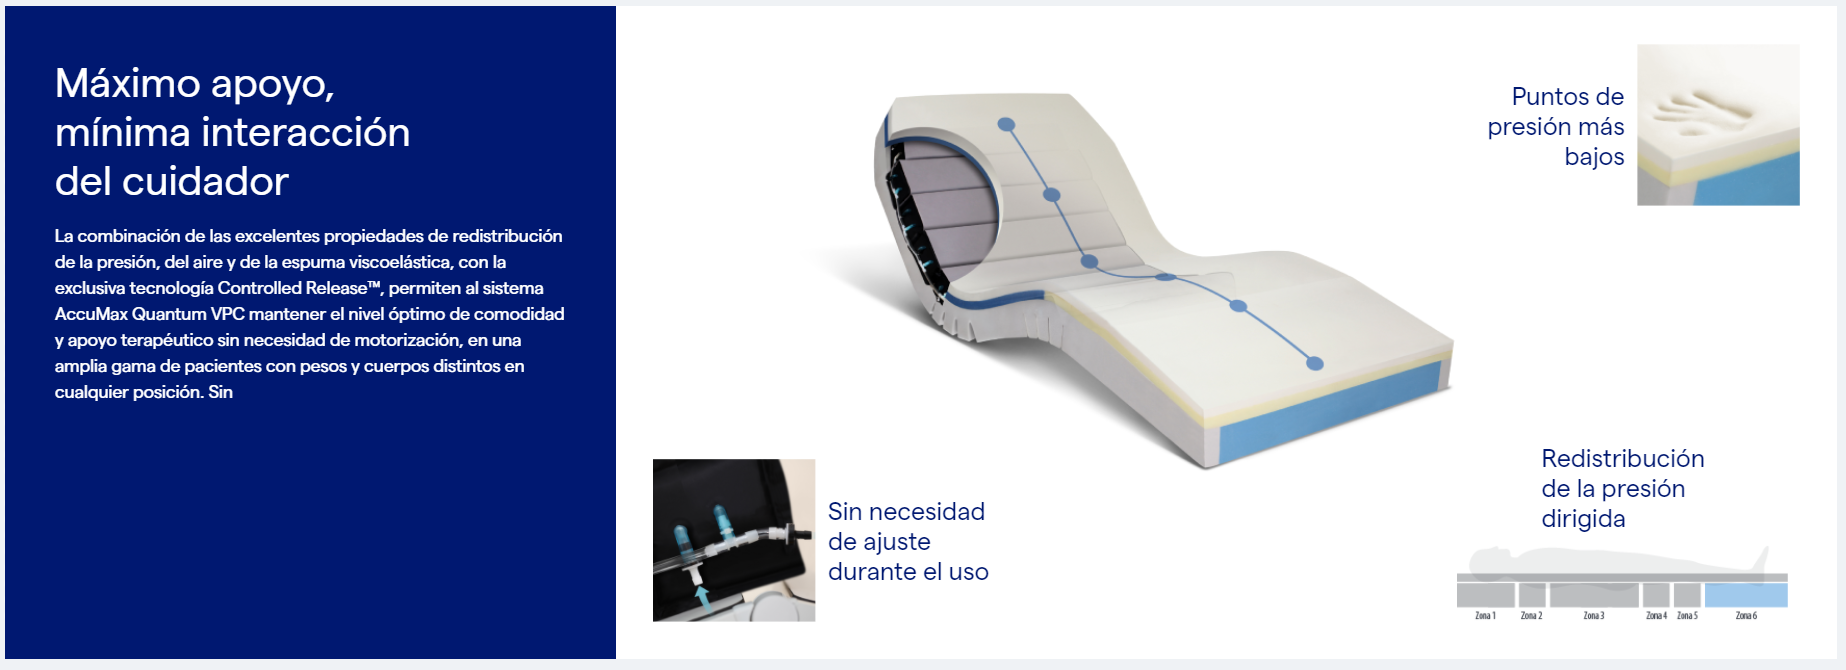 Máximo apoyo,
mínima interacción
del cuidador
La combinación de las excelentes propiedades de redistribución
de la presión, del aire y de la espuma viscoelástica, con la
exclusiva tecnología Controlled Release™, permiten al sistema
AccuMax Quantum VPC mantener el nivel óptimo de comodidad
y apoyo terapéutico sin necesidad de motorización, en una
amplia gama de pacientes con pesos y cuerpos distintos en
cualquier posición. Sin
Puntos de
presión más
bajos
Sin necesidad
de ajuste
durante el uso
Redistribución
de la presión
dirigida
Zona 1 Zona 2 Zona 3 Zona 4 Zona 5 Zona 6